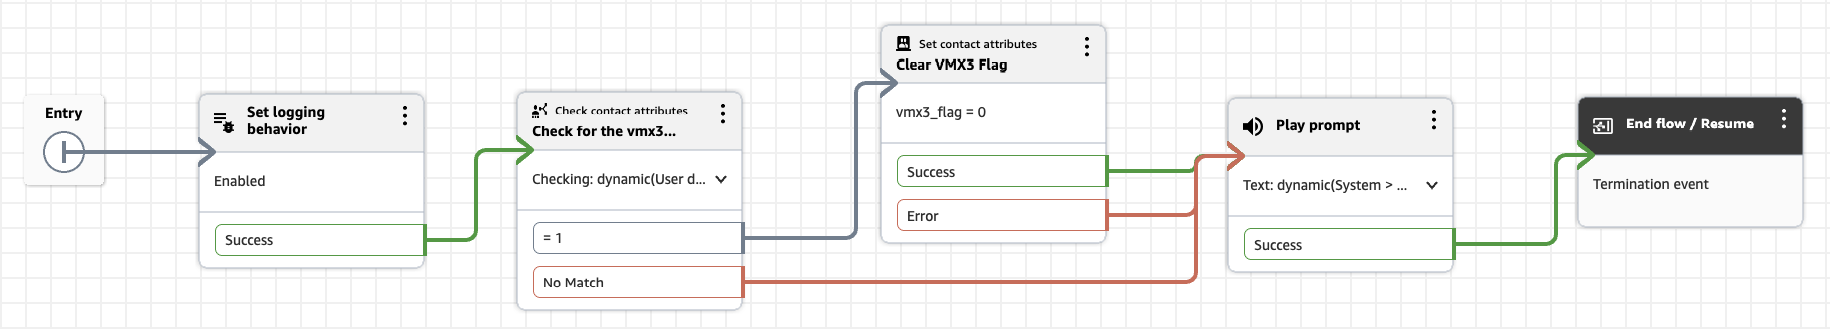 Entry
Set logging
behavior
Enabled
Success
Check contact attributes
Check for the vmx3...
Checking: dynamic(User d...
= 1
No Match
Set contact attributes
Clear VMX3 Flag
vmx3_flag = 0
Success
Error
Play prompt
Text: dynamic(System > ...
Success
End flow / Resume
Termination event